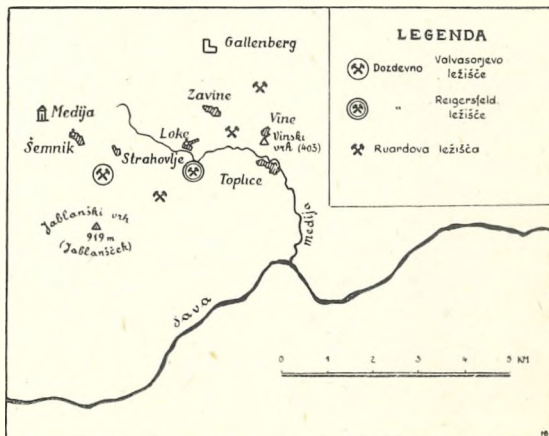 Gallenberg
Zavine
Medija
Loke
Vine
Vinski
vrh (403)
Šemnik
Strahovlje
Toplice
Jablanski vrh
919 m
(Jablanšček)
Medija
Sava
LEGENDA
Dozdevno Valvasorjevo
ležišče
" Reigersfeld.
ležišče
Ruardova ležišča
0 1 2 3 4 5 KM